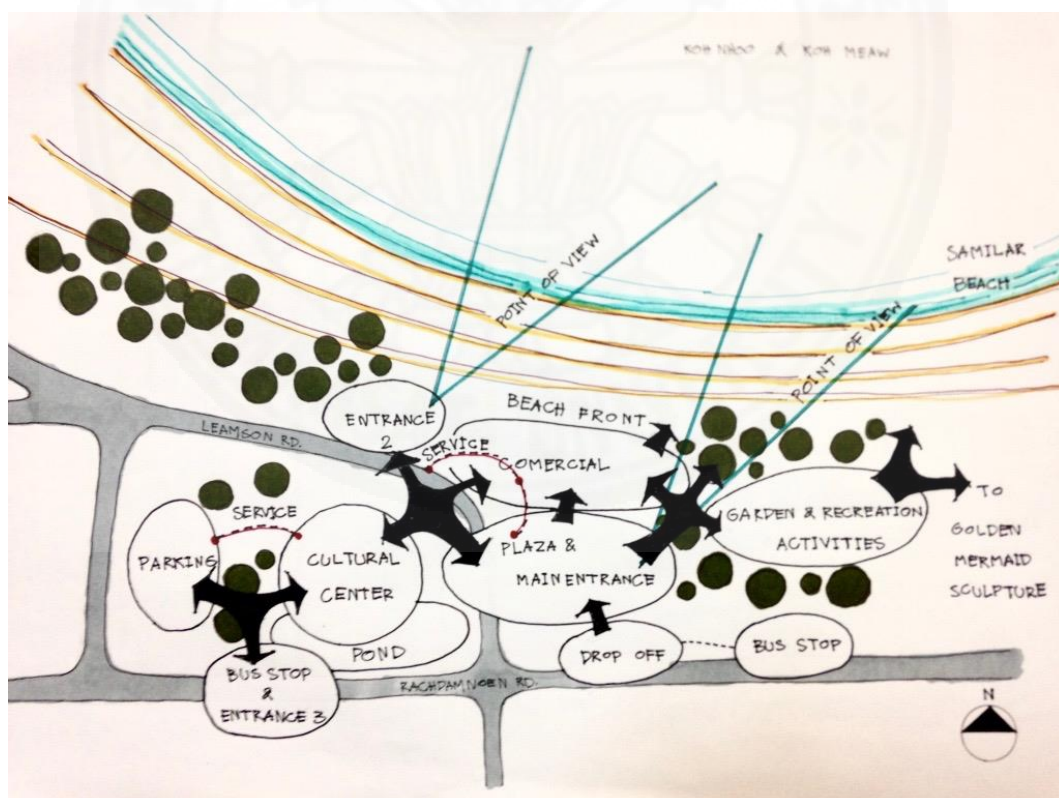 KOH NHOO & KOH MEAW
SAMILAR
BEACH
POINT OF VIEW
POINT OF VIEW
ENTRANCE
2
BEACH FRONT
LEAMSON RD.
SERVICE
COMERCIAL
SERVICE
PARKING
CULTURAL
CENTER
PLAZA &
MAIN ENTRANCE
GARDEN & RECREATION
ACTIVITIES
TO
GOLDEN
MERMAID
SCULPTURE
POND
DROP OFF
BUS STOP
BUS STOP
&
ENTRANCE 3
RACHDAMNOEN RD.
N